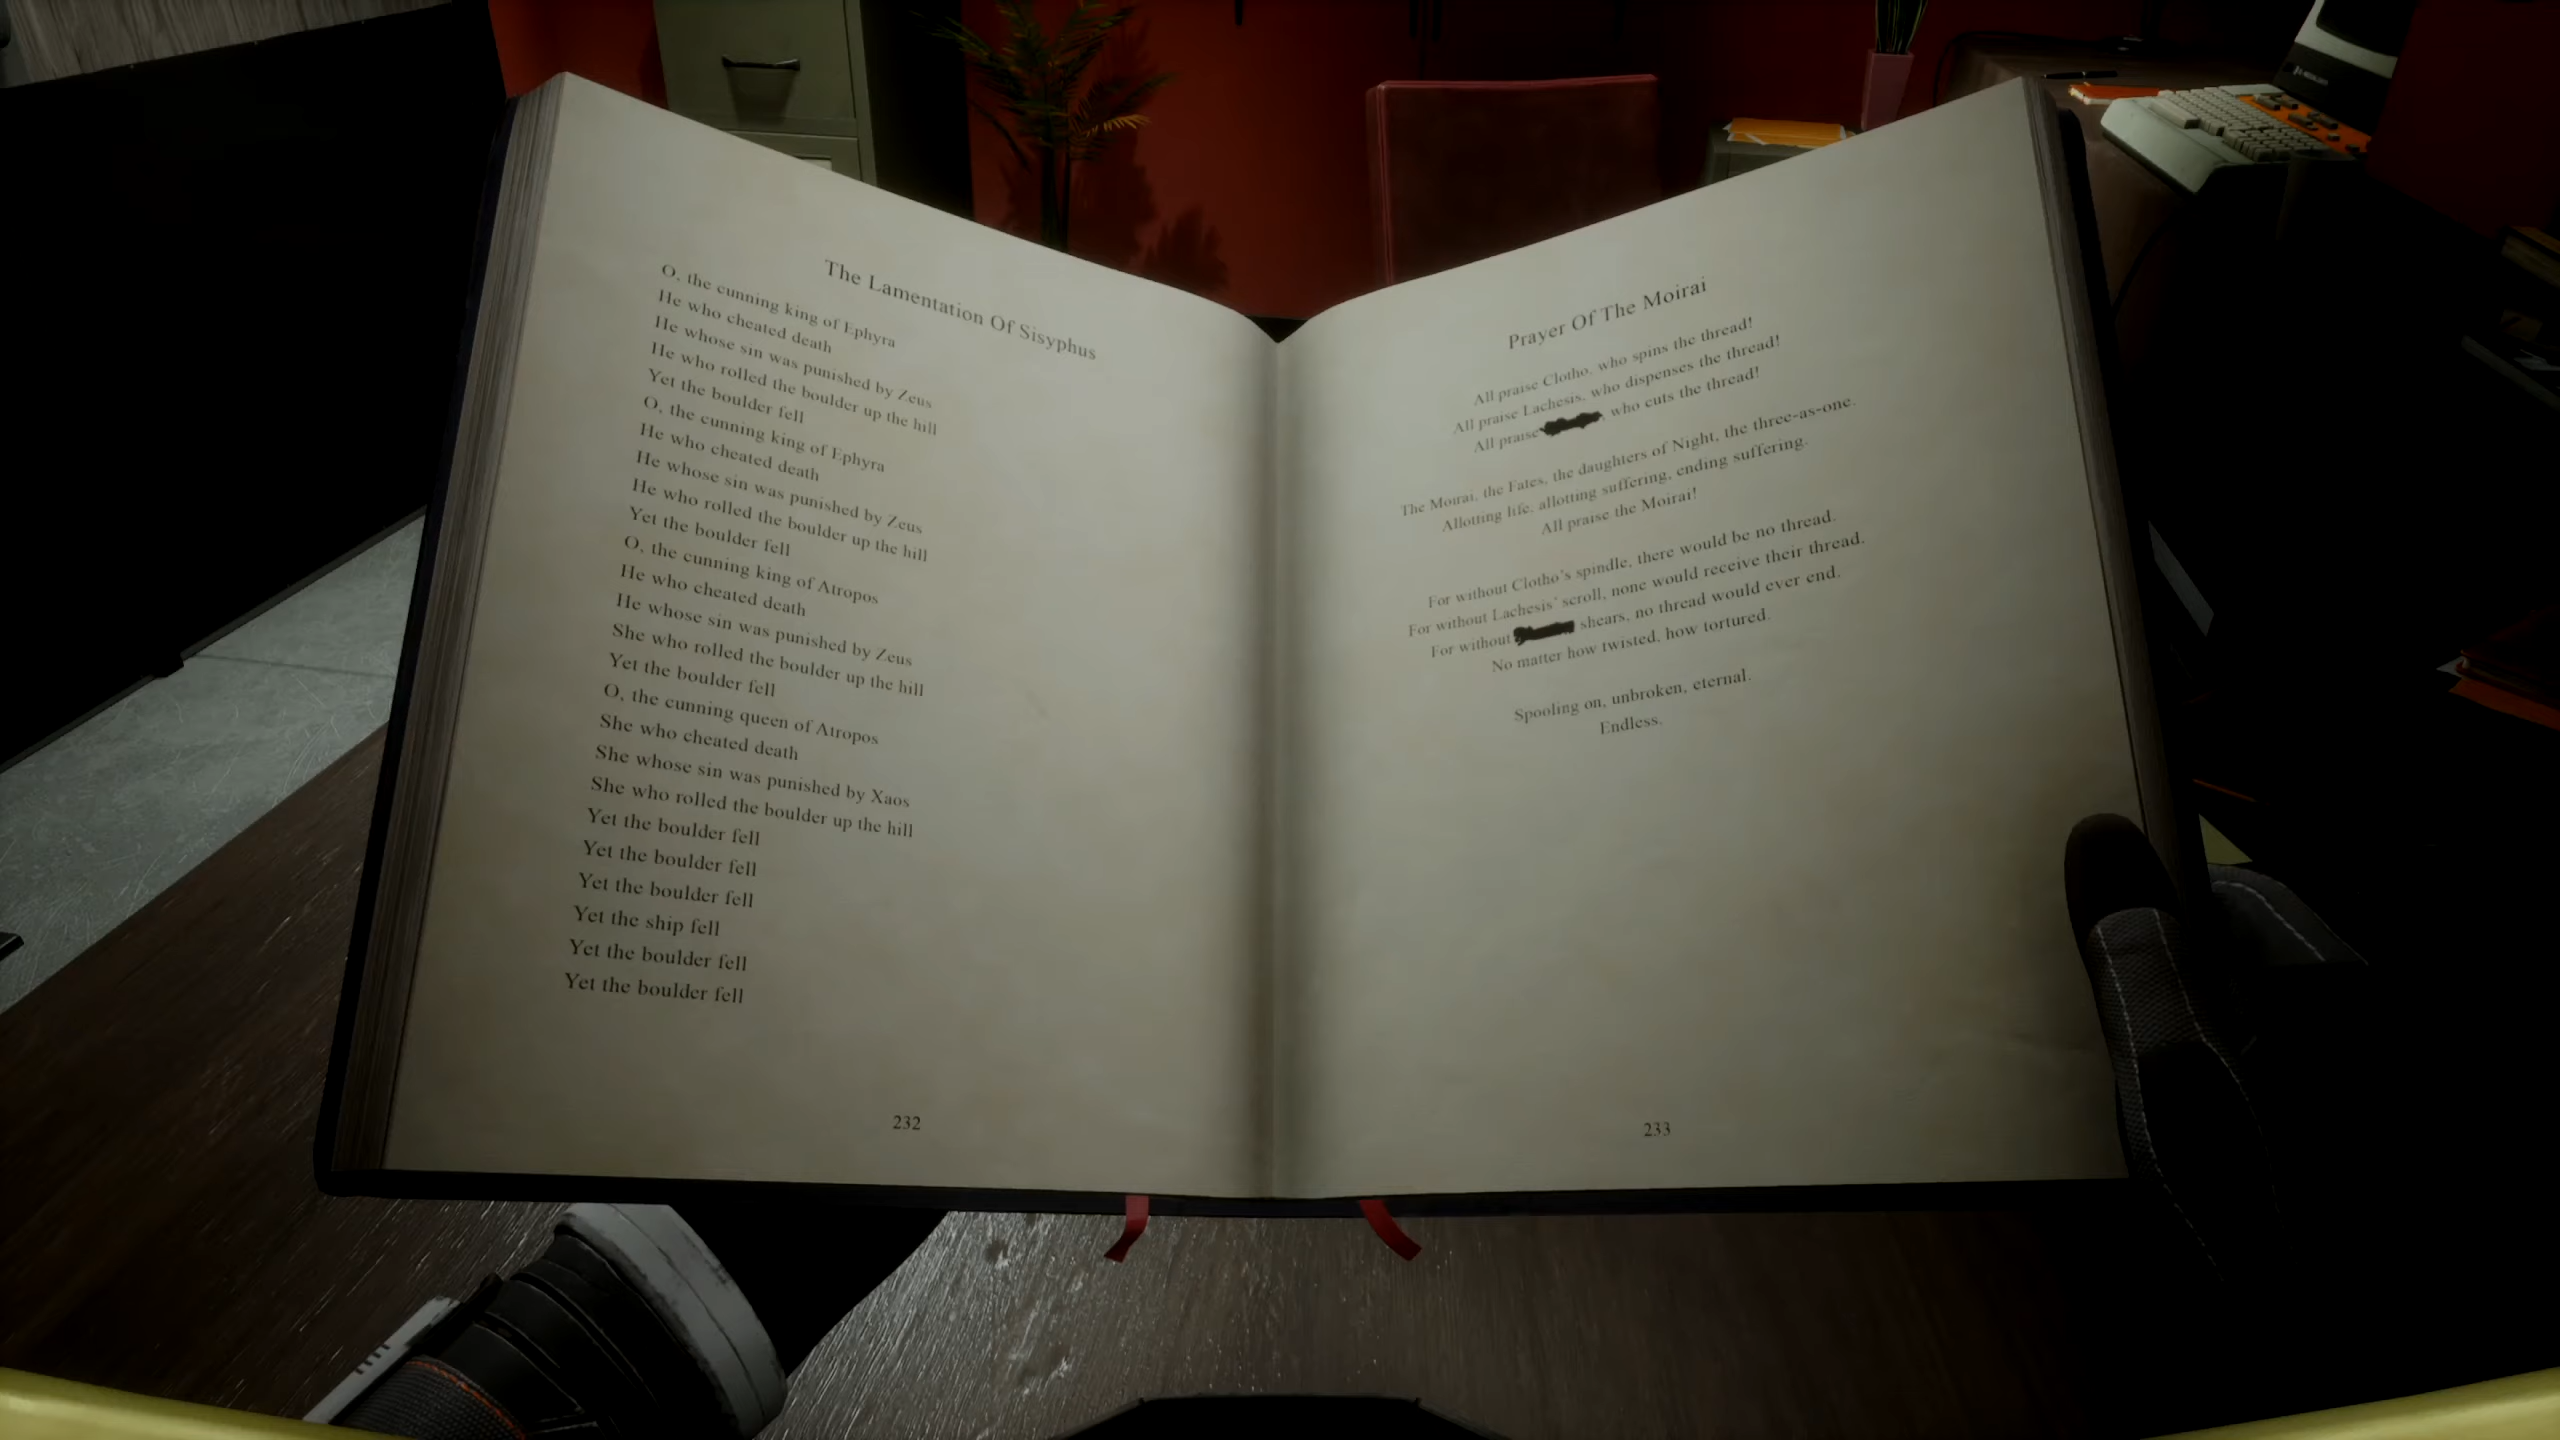 The Lamentation Of Sisyphus
O, the cunning king of Ephyra
He who cheated death
He whose sin was punished by Zeus
He who rolled the boulder up the hill
Yet the boulder fell
O, the cunning king of Ephyra
He who cheated death
He whose sin was punished by Zeus
He who rolled the boulder up the hill
Yet the boulder fell
O, the cunning king of Atropos
He who cheated death
He whose sin was punished by Zeus
She who rolled the boulder up the hill
Yet the boulder fell
O, the cunning queen of Atropos
She who cheated death
She whose sin was punished by Xaos
She who rolled the boulder up the hill
Yet the boulder fell
Yet the boulder fell
Yet the boulder fell
Yet the ship fell
Yet the boulder fell
Yet the boulder fell
232
Prayer Of The Moirai
All praise Clotho, who spins the thread!
All praise Lachesis, who dispenses the thread!
All praise , who cuts the thread!
The Moirai, the Fates, the daughters of Night, the three-as-one.
Allotting life, allotting suffering, ending suffering.
All praise the Moirai!
For without Clotho's spindle, there would be no thread.
For without Lachesis' scroll, none would receive their thread.
For without shears, no thread would ever end.
No matter how twisted, how tortured.
Spooling on, unbroken, eternal.
Endless.
233